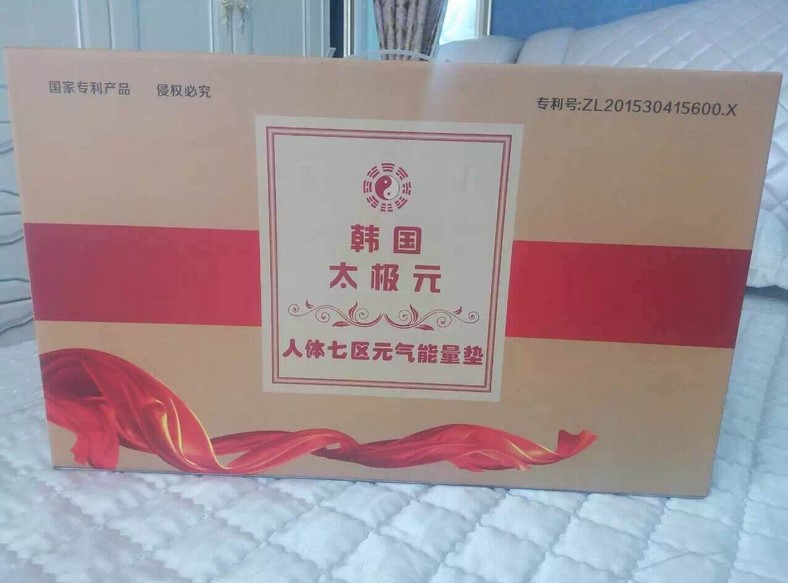 国家专利产品 侵权必究
专利号:ZL201530415600.X
韩国
太极元
人体七区元气能量垫